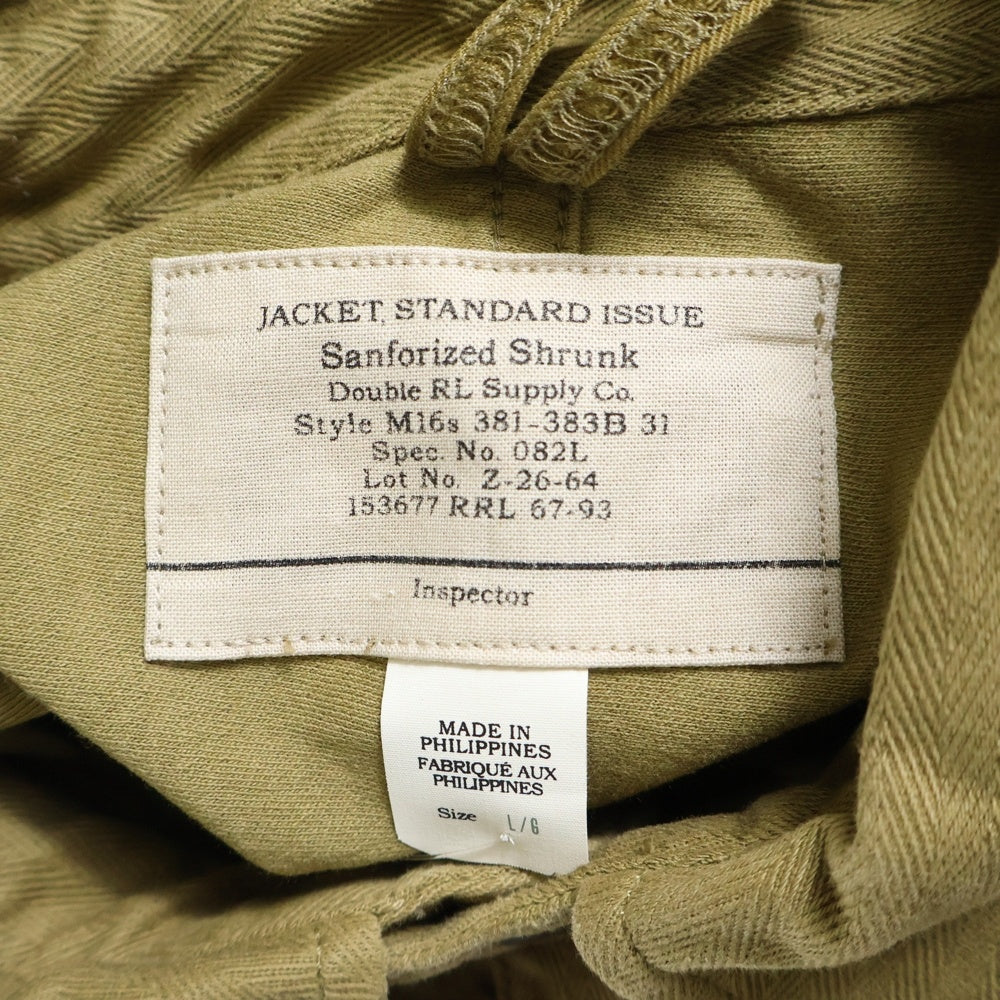 JACKET, STANDARD ISSUE
Sanforized Shrunk
Double RL Supply Co.
Style M16s 381-383B 31
Spec. No. 082L
Lot No. Z-26-64
153677 RRL 67-93
Inspector
MADE IN
PHILIPPINES
FABRIQUÉ AUX
PHILIPPINES
Size L/G